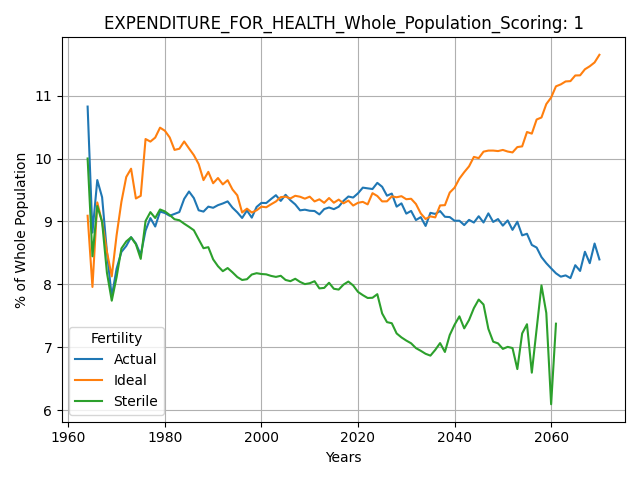 EXPENDITURE_FOR_HEALTH_Whole_Population_Scoring: 1
% of Whole Population
11
10
9
8
7
6
Fertility
Actual
Ideal
Sterile
1960 1980 2000 2020 2040 2060
Years